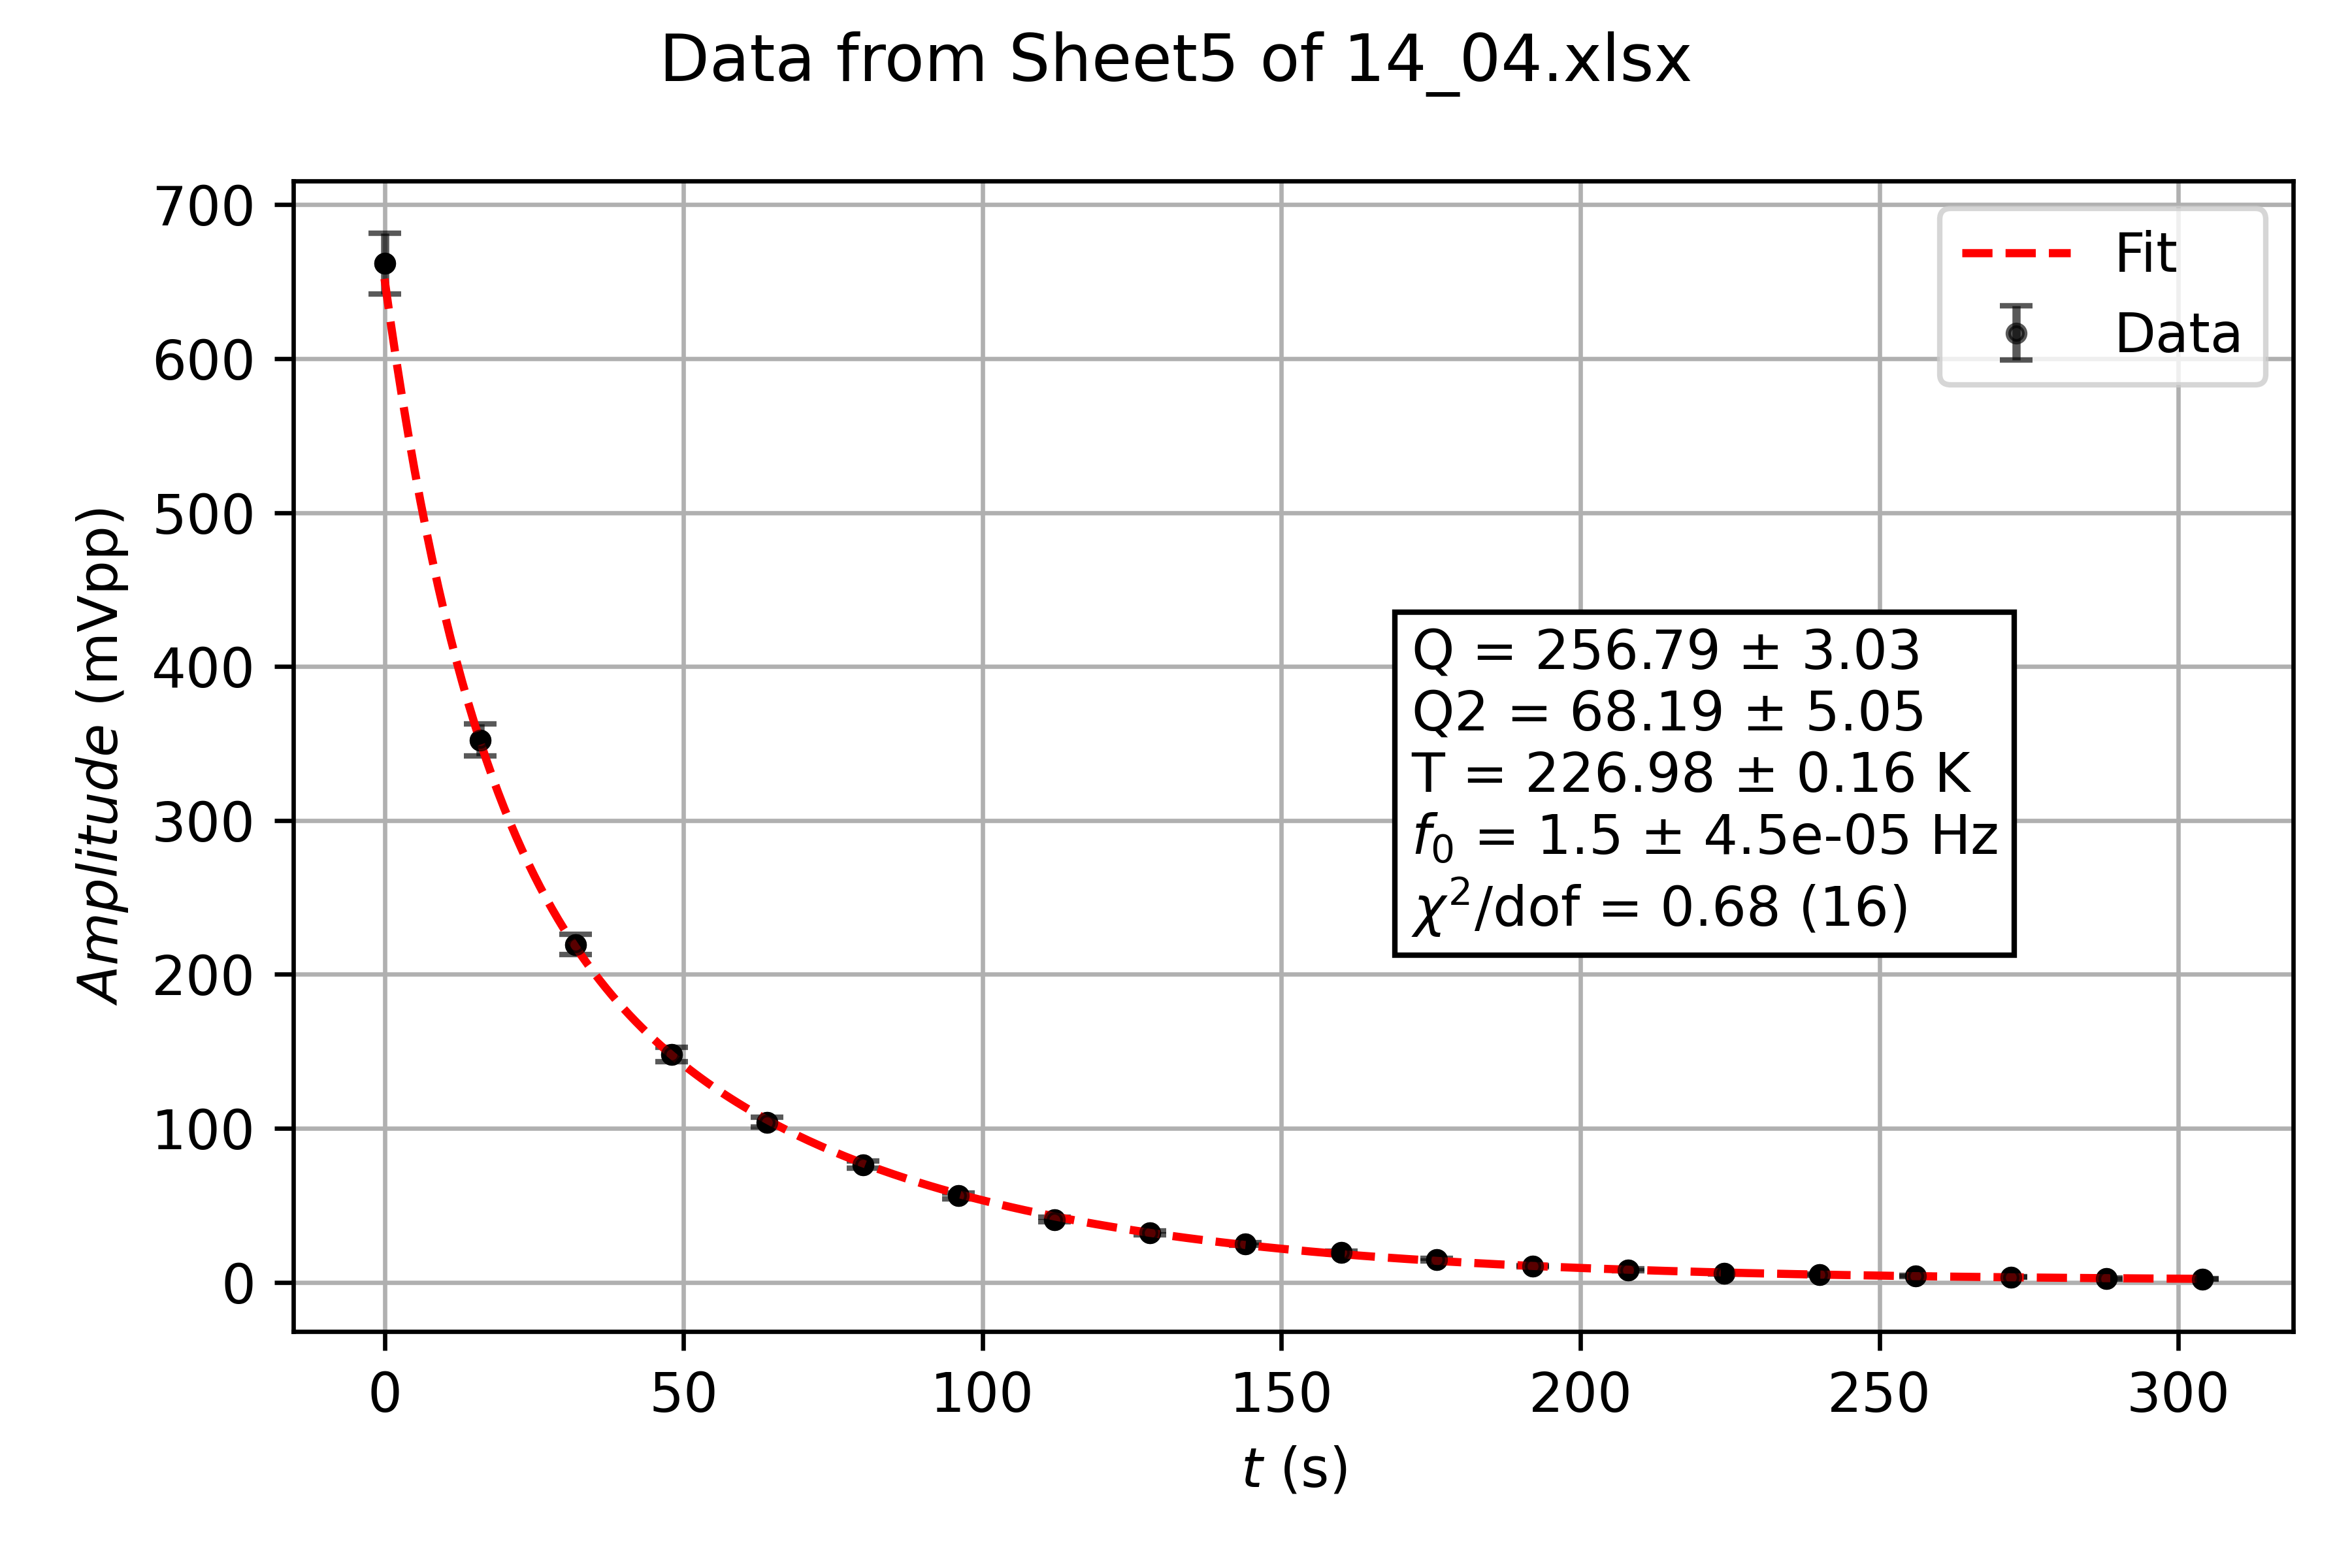 Data from Sheet5 of 14_04.xlsx
700
600
500
400
300
200
100
0
Amplitude (mVpp)
Fit
Data
Q = 256.79 ± 3.03
Q2 = 68.19 ± 5.05
T = 226.98 ± 0.16 K
f₀ = 1.5 ± 4.5e-05 Hz
χ²/dof = 0.68 (16)
0 50 100 150 200 250 300
t (s)